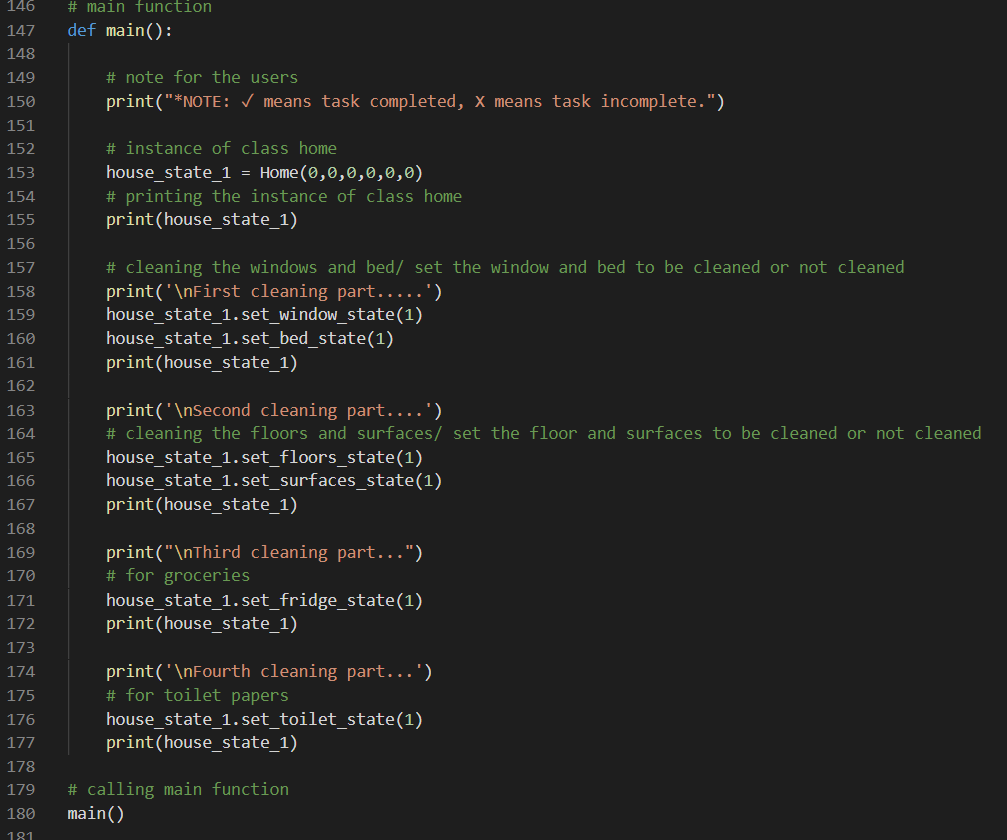 146 # main function
147 def main():
148
149 # note for the users
150 print("*NOTE: ✓ means task completed, X means task incomplete.")
151
152 # instance of class home
153 house_state_1 = Home(0,0,0,0,0,0)
154 # printing the instance of class home
155 print(house_state_1)
156
157 # cleaning the windows and bed/ set the window and bed to be cleaned or not cleaned
158 print('\nFirst cleaning part.....')
159 house_state_1.set_window_state(1)
160 house_state_1.set_bed_state(1)
161 print(house_state_1)
162
163 print('\nSecond cleaning part....')
164 # cleaning the floors and surfaces/ set the floor and surfaces to be cleaned or not cleaned
165 house_state_1.set_floors_state(1)
166 house_state_1.set_surfaces_state(1)
167 print(house_state_1)
168
169 print("\nThird cleaning part...")
170 # for groceries
171 house_state_1.set_fridge_state(1)
172 print(house_state_1)
173
174 print('\nFourth cleaning part...')
175 # for toilet papers
176 house_state_1.set_toilet_state(1)
177 print(house_state_1)
178
179 # calling main function
180 main()
181